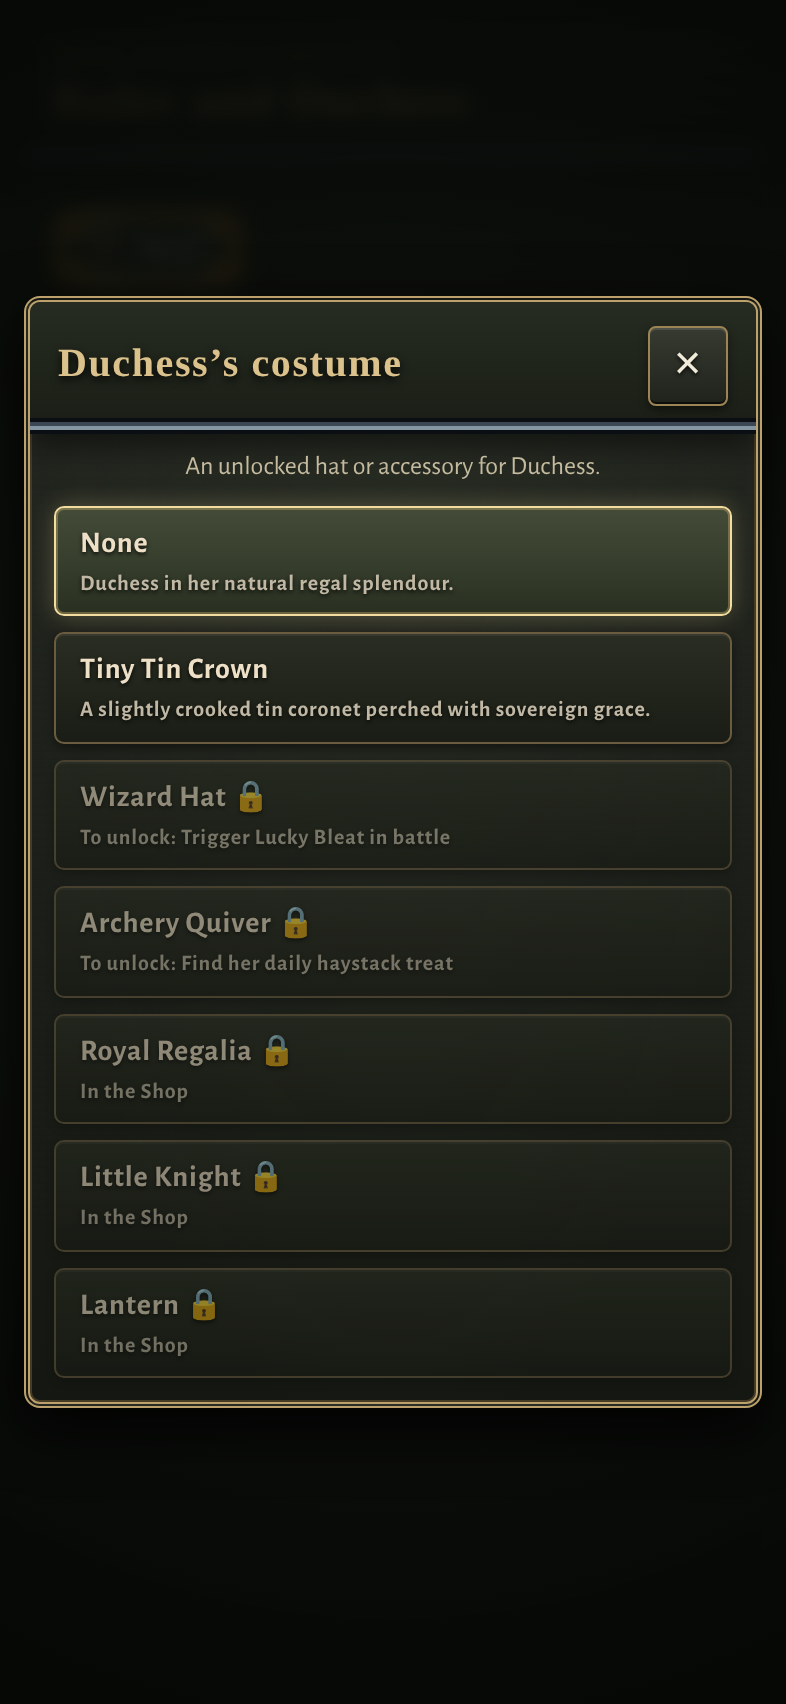 Duchess’s costume
✕
An unlocked hat or accessory for Duchess.
None
Duchess in her natural regal splendour.
Tiny Tin Crown
A slightly crooked tin coronet perched with sovereign grace.
Wizard Hat 🔒
To unlock: Trigger Lucky Bleat in battle
Archery Quiver 🔒
To unlock: Find her daily haystack treat
Royal Regalia 🔒
In the Shop
Little Knight 🔒
In the Shop
Lantern 🔒
In the Shop